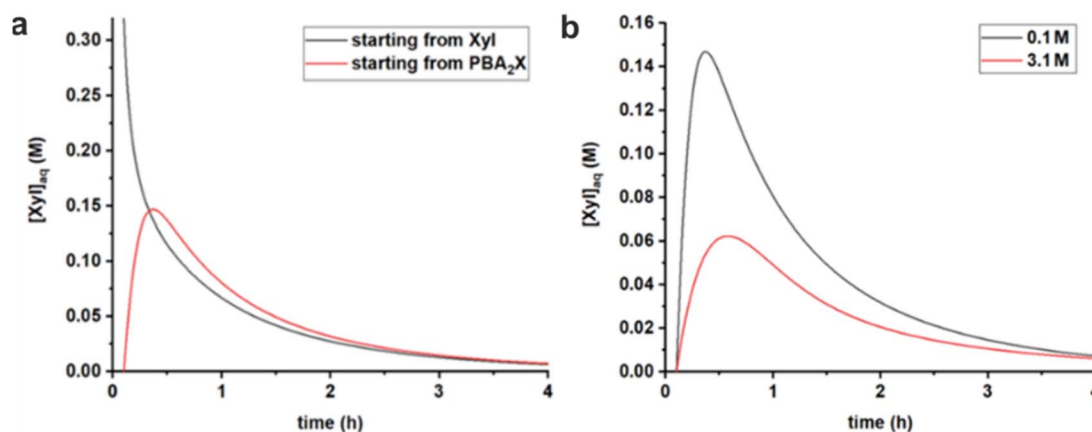 a
starting from Xyl
starting from PBA₂X
[Xyl]aq (M)
0.30
0.25
0.20
0.15
0.10
0.05
0.00
0 1 2 3 4
time (h)
b
0.1 M
3.1 M
[Xyl]aq (M)
0.16
0.14
0.12
0.10
0.08
0.06
0.04
0.02
0.00
0 1 2 3 4
time (h)